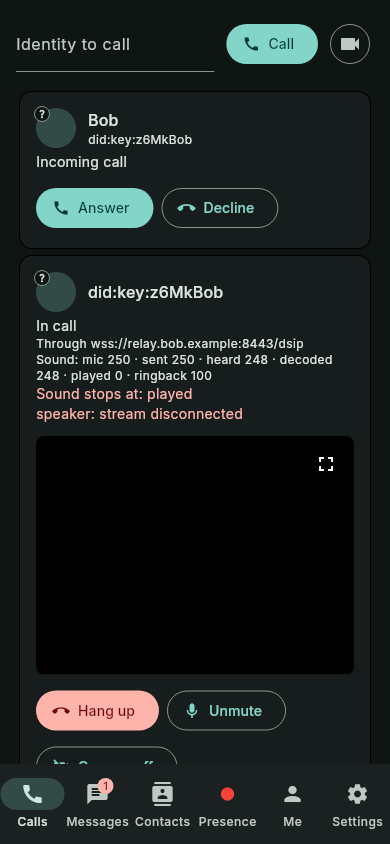 Identity to call
Call
?
Bob
did:key:z6MkBob
Incoming call
Answer
Decline
?
did:key:z6MkBob
In call
Through wss://relay.bob.example:8443/dsip
Sound: mic 250 · sent 250 · heard 248 · decoded
248 · played 0 · ringback 100
Sound stops at: played
speaker: stream disconnected
Hang up
Unmute
1
Calls
Messages
Contacts
Presence
Me
Settings